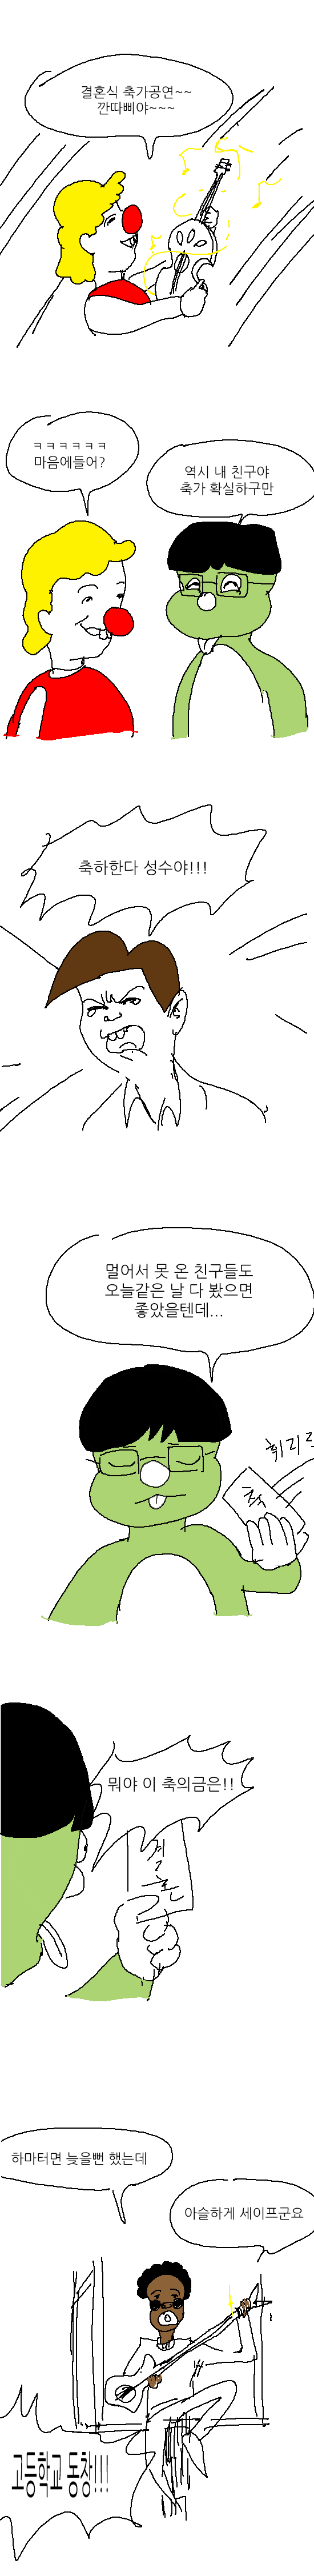 결혼식 축가공연~~
깐따삐야~~~
ㅋㅋㅋㅋㅋㅋ
마음에들어?
역시 내 친구야
축가 확실하구만
축하한다 성수야!!!
멀어서 못 온 친구들도
오늘같은 날 다 봤으면
좋았을텐데...
휘리릭
축
뭐야 이 축의금은!!
결
혼
하마터면 늦을뻔 했는데
아슬하게 세이프군요
고등학교 동창!!!